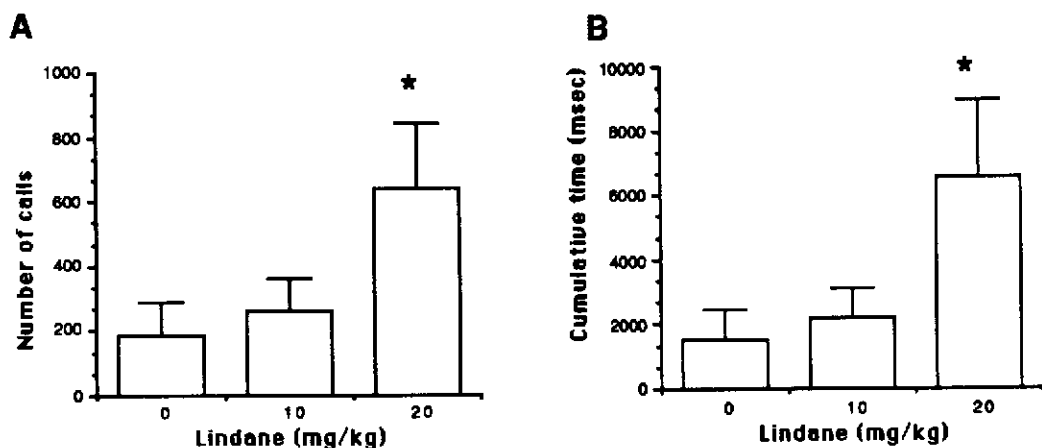 A
Number of calls
1000
800
600
400
200
0
*
0 10 20
Lindane (mg/kg)
B
Cumulative time (msec)
10000
8000
6000
4000
2000
0
*
0 10 20
Lindane (mg/kg)